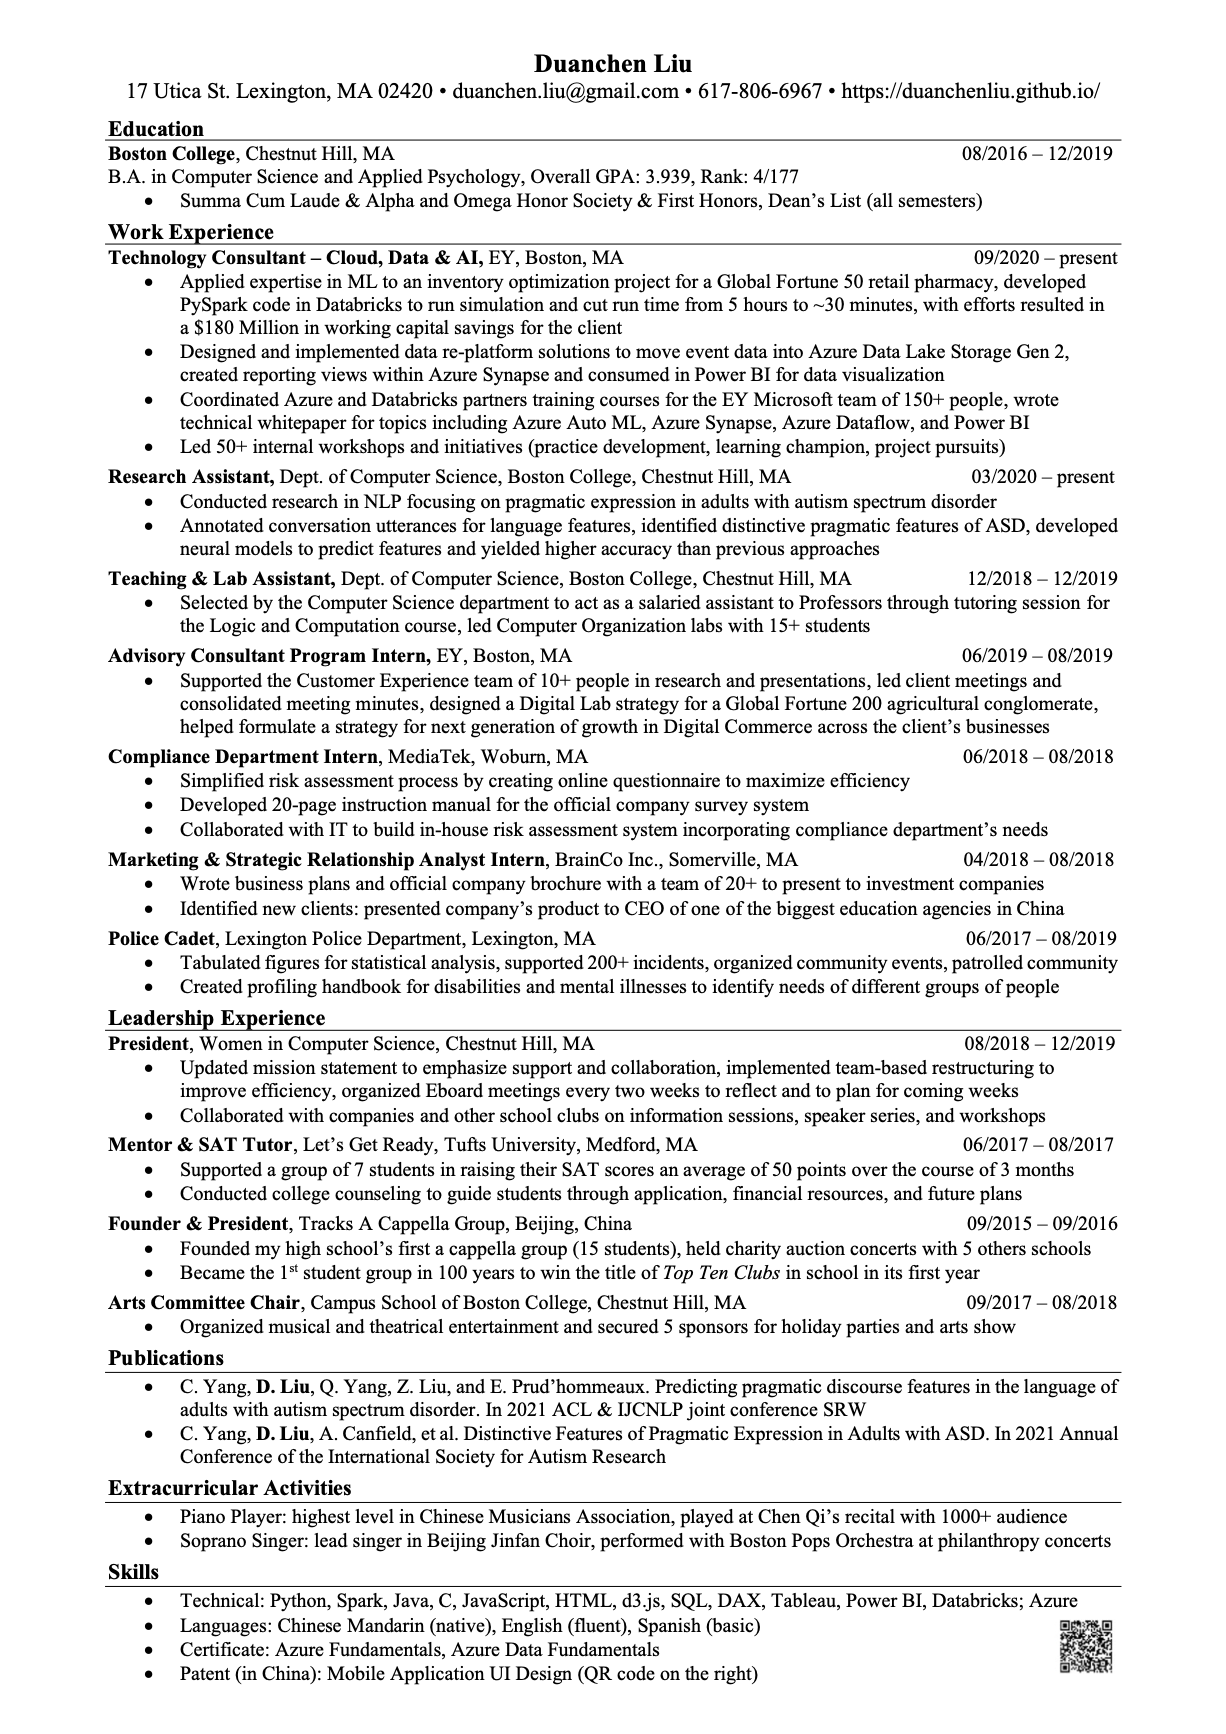 Duanchen Liu
17 Utica St. Lexington, MA 02420 • duanchen.liu@gmail.com • 617-806-6967 • https://duanchenliu.github.io/
Education
Boston College, Chestnut Hill, MA 08/2016 – 12/2019
B.A. in Computer Science and Applied Psychology, Overall GPA: 3.939, Rank: 4/177
• Summa Cum Laude & Alpha and Omega Honor Society & First Honors, Dean’s List (all semesters)
Work Experience
Technology Consultant – Cloud, Data & AI, EY, Boston, MA 09/2020 – present
• Applied expertise in ML to an inventory optimization project for a Global Fortune 50 retail pharmacy, developed
PySpark code in Databricks to run simulation and cut run time from 5 hours to ~30 minutes, with efforts resulted in
a $180 Million in working capital savings for the client
• Designed and implemented data re-platform solutions to move event data into Azure Data Lake Storage Gen 2,
created reporting views within Azure Synapse and consumed in Power BI for data visualization
• Coordinated Azure and Databricks partners training courses for the EY Microsoft team of 150+ people, wrote
technical whitepaper for topics including Azure Auto ML, Azure Synapse, Azure Dataflow, and Power BI
• Led 50+ internal workshops and initiatives (practice development, learning champion, project pursuits)
Research Assistant, Dept. of Computer Science, Boston College, Chestnut Hill, MA 03/2020 – present
• Conducted research in NLP focusing on pragmatic expression in adults with autism spectrum disorder
• Annotated conversation utterances for language features, identified distinctive pragmatic features of ASD, developed
neural models to predict features and yielded higher accuracy than previous approaches
Teaching & Lab Assistant, Dept. of Computer Science, Boston College, Chestnut Hill, MA 12/2018 – 12/2019
• Selected by the Computer Science department to act as a salaried assistant to Professors through tutoring session for
the Logic and Computation course, led Computer Organization labs with 15+ students
Advisory Consultant Program Intern, EY, Boston, MA 06/2019 – 08/2019
• Supported the Customer Experience team of 10+ people in research and presentations, led client meetings and
consolidated meeting minutes, designed a Digital Lab strategy for a Global Fortune 200 agricultural conglomerate,
helped formulate a strategy for next generation of growth in Digital Commerce across the client’s businesses
Compliance Department Intern, MediaTek, Woburn, MA 06/2018 – 08/2018
• Simplified risk assessment process by creating online questionnaire to maximize efficiency
• Developed 20-page instruction manual for the official company survey system
• Collaborated with IT to build in-house risk assessment system incorporating compliance department’s needs
Marketing & Strategic Relationship Analyst Intern, BrainCo Inc., Somerville, MA 04/2018 – 08/2018
• Wrote business plans and official company brochure with a team of 20+ to present to investment companies
• Identified new clients: presented company’s product to CEO of one of the biggest education agencies in China
Police Cadet, Lexington Police Department, Lexington, MA 06/2017 – 08/2019
• Tabulated figures for statistical analysis, supported 200+ incidents, organized community events, patrolled community
• Created profiling handbook for disabilities and mental illnesses to identify needs of different groups of people
Leadership Experience
President, Women in Computer Science, Chestnut Hill, MA 08/2018 – 12/2019
• Updated mission statement to emphasize support and collaboration, implemented team-based restructuring to
improve efficiency, organized Eboard meetings every two weeks to reflect and to plan for coming weeks
• Collaborated with companies and other school clubs on information sessions, speaker series, and workshops
Mentor & SAT Tutor, Let’s Get Ready, Tufts University, Medford, MA 06/2017 – 08/2017
• Supported a group of 7 students in raising their SAT scores an average of 50 points over the course of 3 months
• Conducted college counseling to guide students through application, financial resources, and future plans
Founder & President, Tracks A Cappella Group, Beijing, China 09/2015 – 09/2016
• Founded my high school’s first a cappella group (15 students), held charity auction concerts with 5 others schools
• Became the 1st student group in 100 years to win the title of Top Ten Clubs in school in its first year
Arts Committee Chair, Campus School of Boston College, Chestnut Hill, MA 09/2017 – 08/2018
• Organized musical and theatrical entertainment and secured 5 sponsors for holiday parties and arts show
Publications
• C. Yang, D. Liu, Q. Yang, Z. Liu, and E. Prud’hommeaux. Predicting pragmatic discourse features in the language of
adults with autism spectrum disorder. In 2021 ACL & IJCNLP joint conference SRW
• C. Yang, D. Liu, A. Canfield, et al. Distinctive Features of Pragmatic Expression in Adults with ASD. In 2021 Annual
Conference of the International Society for Autism Research
Extracurricular Activities
• Piano Player: highest level in Chinese Musicians Association, played at Chen Qi’s recital with 1000+ audience
• Soprano Singer: lead singer in Beijing Jinfan Choir, performed with Boston Pops Orchestra at philanthropy concerts
Skills
• Technical: Python, Spark, Java, C, JavaScript, HTML, d3.js, SQL, DAX, Tableau, Power BI, Databricks; Azure
• Languages: Chinese Mandarin (native), English (fluent), Spanish (basic)
• Certificate: Azure Fundamentals, Azure Data Fundamentals
• Patent (in China): Mobile Application UI Design (QR code on the right)